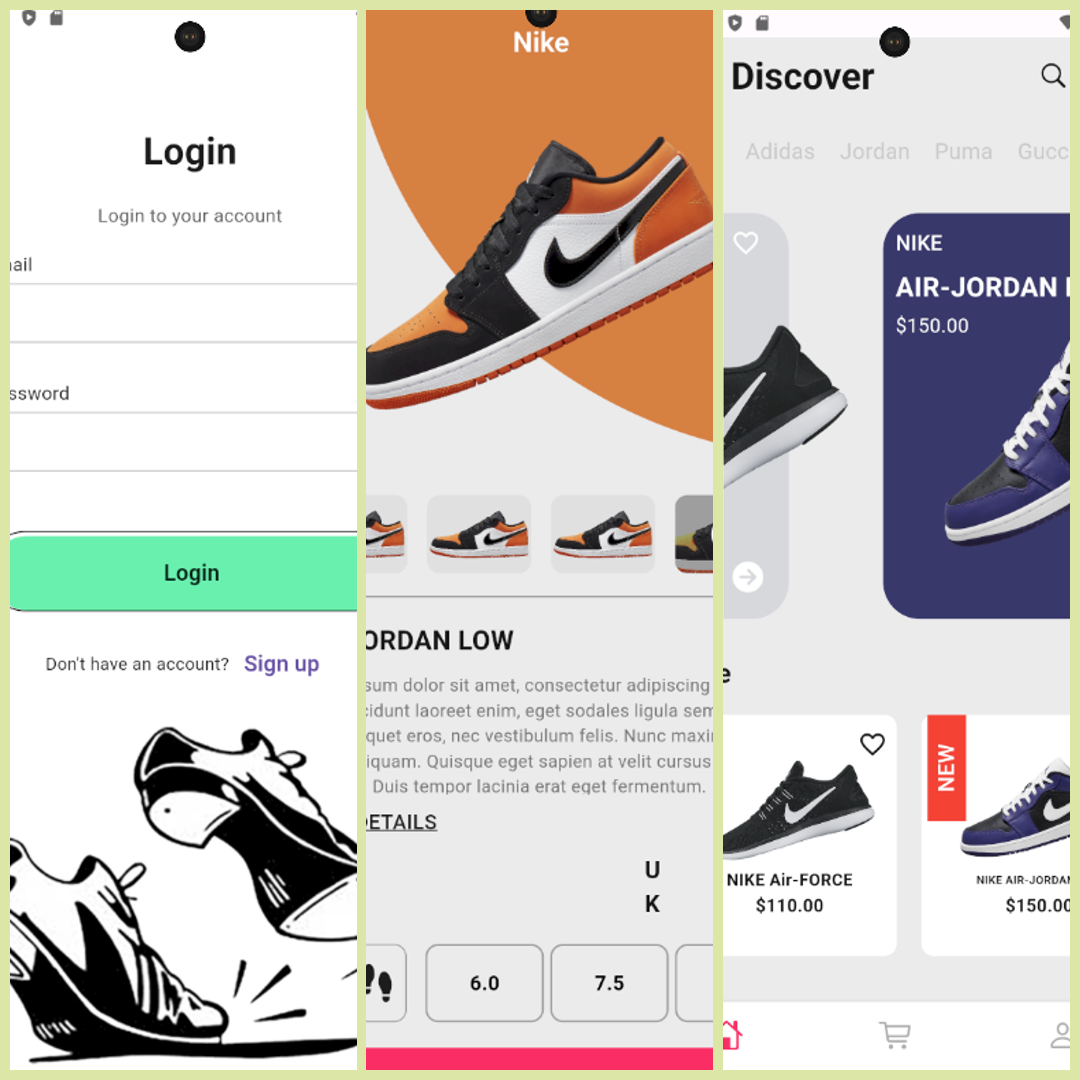 Login
Login to your account
ail
ssword
Login
Don't have an account? Sign up
Nike
ORDAN LOW
sum dolor sit amet, consectetur adipiscing
cidunt laoreet enim, eget sodales ligula sem
quet eros, nec vestibulum felis. Nunc maxi
iquam. Quisque eget sapien at velit cursus
Duis tempor lacinia erat eget fermentum.
DETAILS
U
K
6.0 7.5
Discover
Adidas Jordan Puma Gucc
NIKE
AIR-JORDAN
$150.00
e
NEW
NIKE Air-FORCE
$110.00
NIKE AIR-JORDAN
$150.00